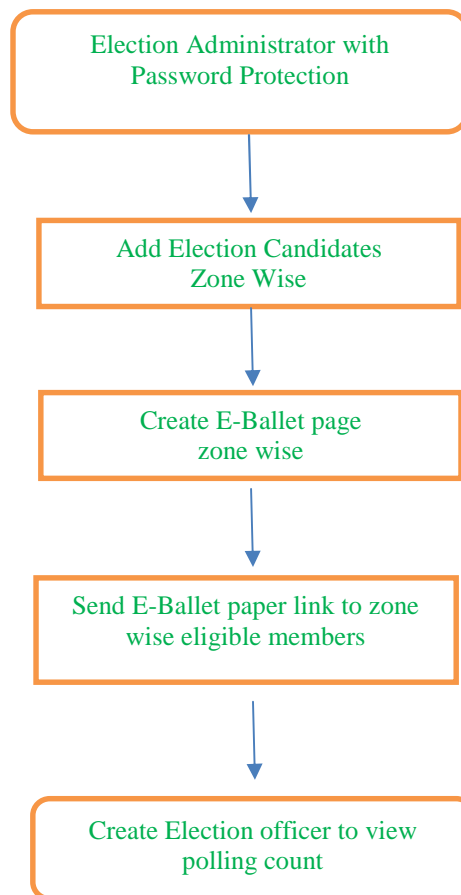 Election Administrator with
Password Protection
Add Election Candidates
Zone Wise
Create E-Ballet page
zone wise
Send E-Ballet paper link to zone
wise eligible members
Create Election officer to view
polling count